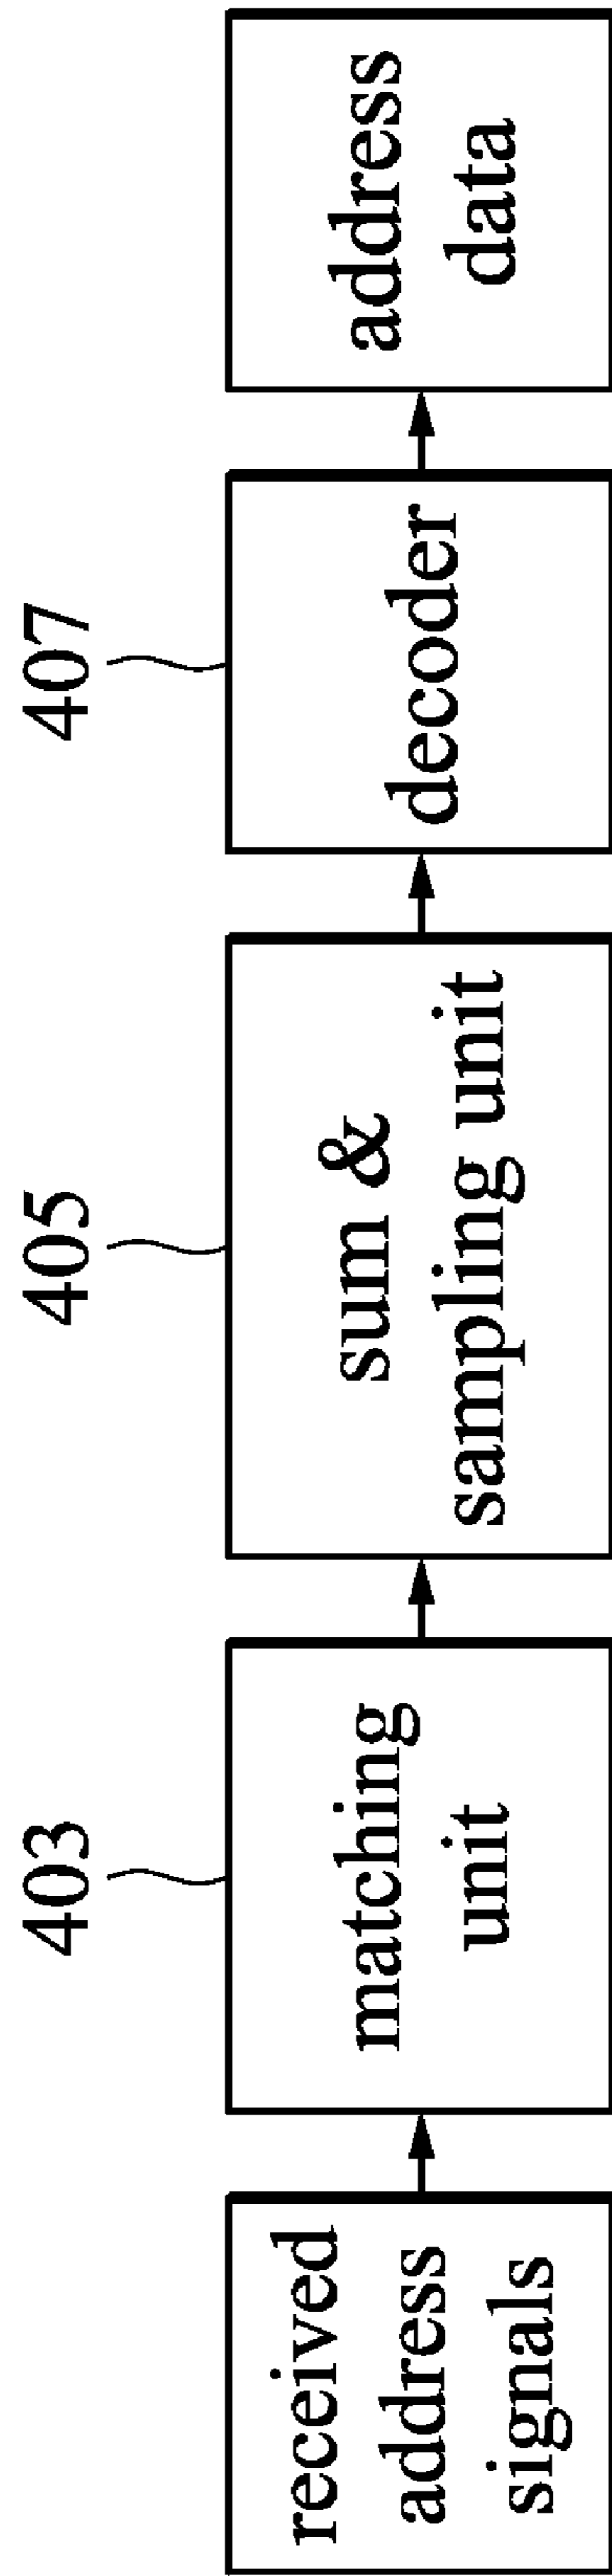 403
405
407
received
address
signals
matching
unit
sum &
sampling unit
decoder
address
data